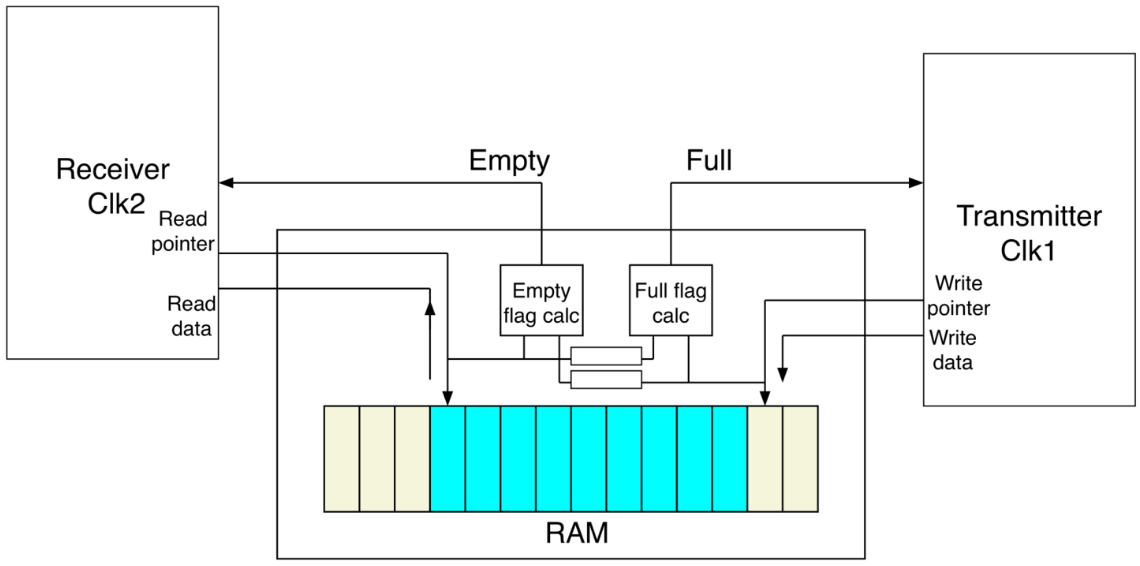 Receiver
Clk2
Read
pointer
Read
data
Empty
Full
Empty
flag calc
Full flag
calc
RAM
Transmitter
Clk1
Write
pointer
Write
data